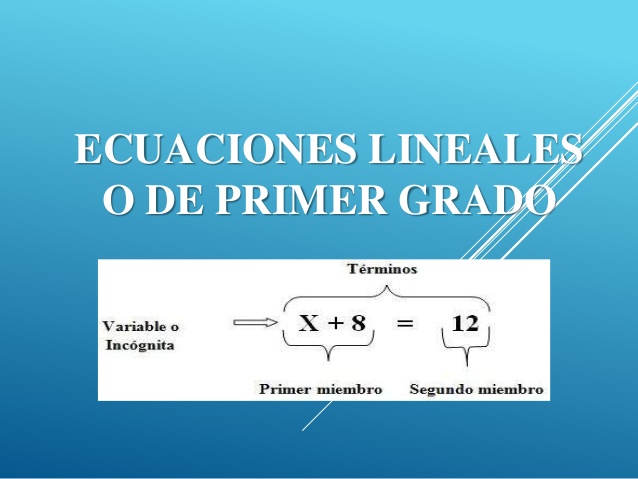 ECUACIONES LINEALES
O DE PRIMER GRADO
Términos
Variable o
Incógnita
X + 8 = 12
Primer miembro Segundo miembro